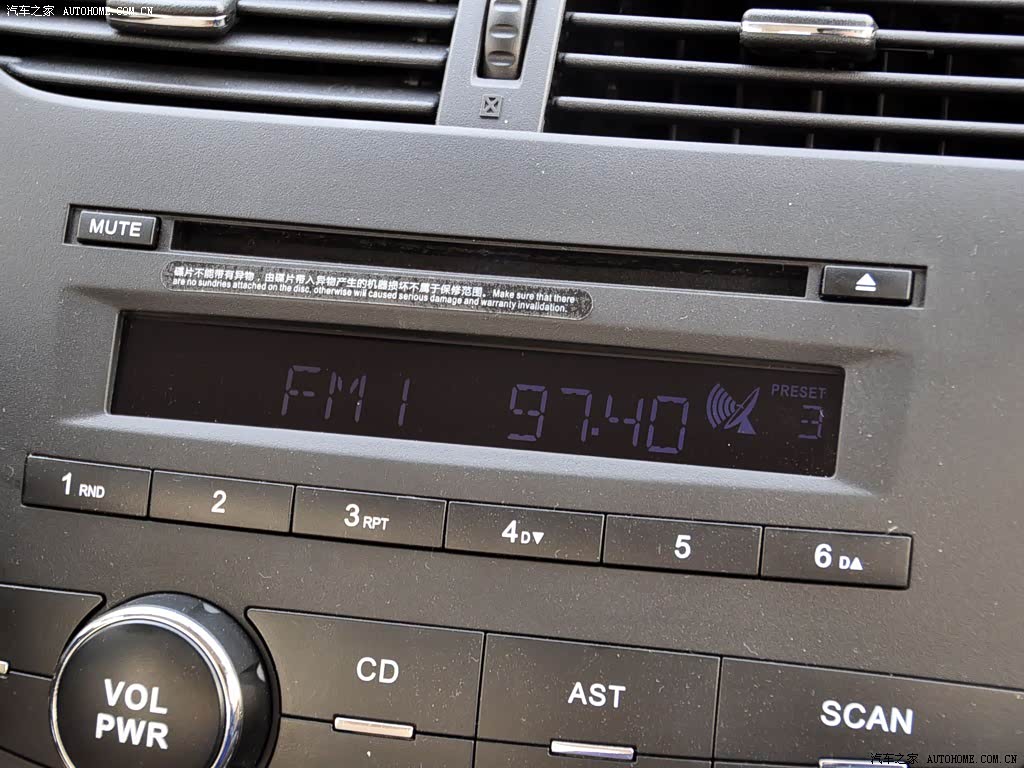 汽车之家 AUTOHOME.COM.CN
MUTE
碟片不能带有异物，由碟片带入异物产生的机器损坏不属于保修范围。Make sure that there
are no sundries attached on the disc, otherwise will caused serious damage and warranty invalidation.
FM1 97.40 PRESET 3
1 RND 2 3 RPT 4 D▼ 5 6 D▲
VOL
PWR
CD
AST
SCAN
汽车之家 AUTOHOME.COM.CN